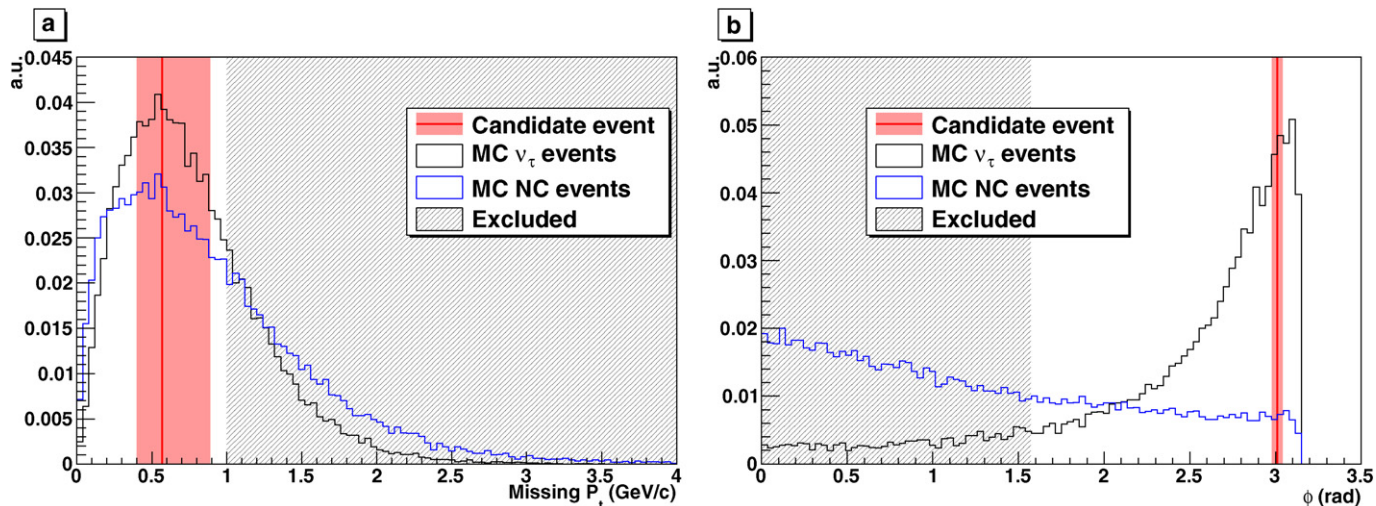 a
a.u.
0.045
0.04
0.035
0.03
0.025
0.02
0.015
0.01
0.005
0
Candidate event
MC ντ events
MC NC events
Excluded
0 0.5 1 1.5 2 2.5 3 3.5 4
Missing Pt (GeV/c)
b
a.u.
0.06
0.05
0.04
0.03
0.02
0.01
0
Candidate event
MC ντ events
MC NC events
Excluded
0 0.5 1 1.5 2 2.5 3 3.5
ϕ (rad)